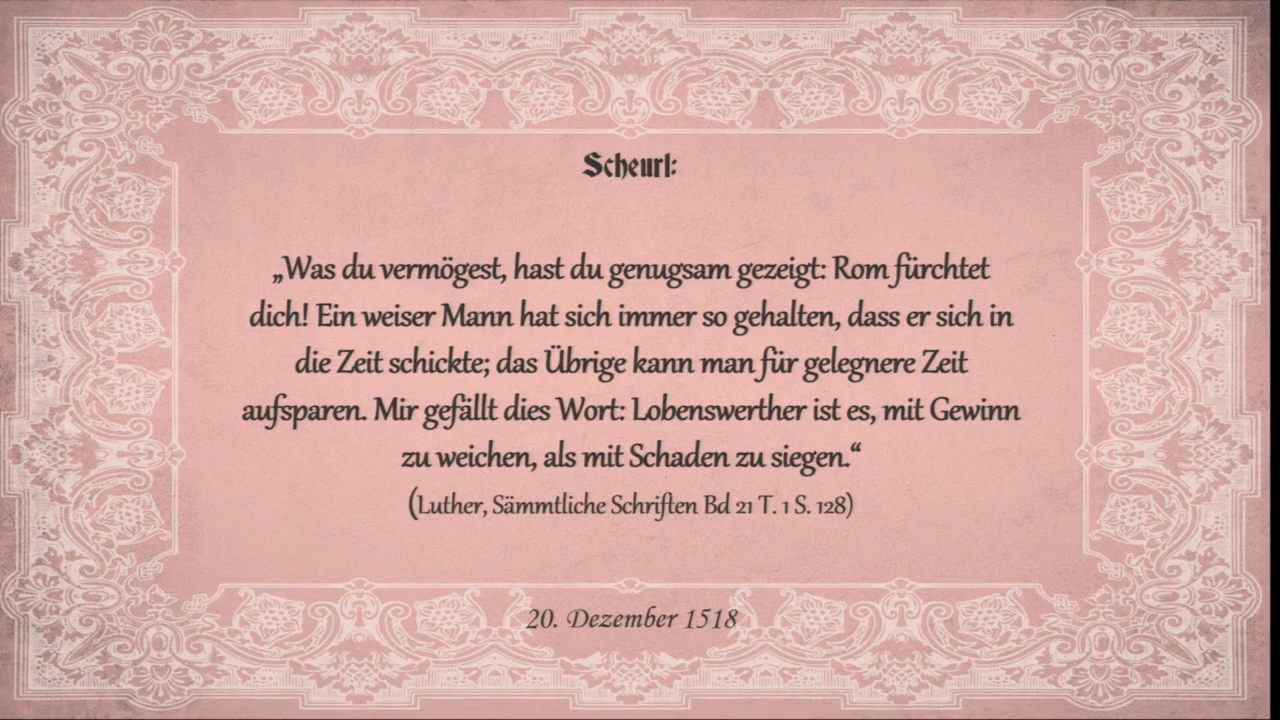 Scheurl:
„Was du vermögest, hast du genugsam gezeigt: Rom fürchtet
dich! Ein weiser Mann hat sich immer so gehalten, dass er sich in
die Zeit schickte; das Übrige kann man für gelegnere Zeit
aufsparen. Mir gefällt dies Wort: Lobenswerther ist es, mit Gewinn
zu weichen, als mit Schaden zu siegen.“
(Luther, Sämmtliche Schriften Bd 21 T. 1 S. 128)
20. Dezember 1518